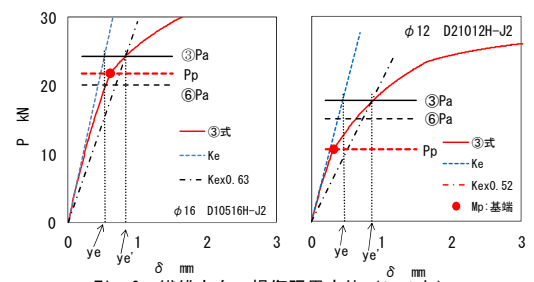 30
20
10
0
P kN
③Pa
Pp
⑥Pa
③式
Ke
Kex0.63
φ16 D10516H-J2
0
1
2
3
ye
ye'
δ mm
φ12 D21012H-J2
③Pa
⑥Pa
Pp
③式
Ke
Kex0.52
Mp:基端
0
1
2
3
ye
ye'
δ mm